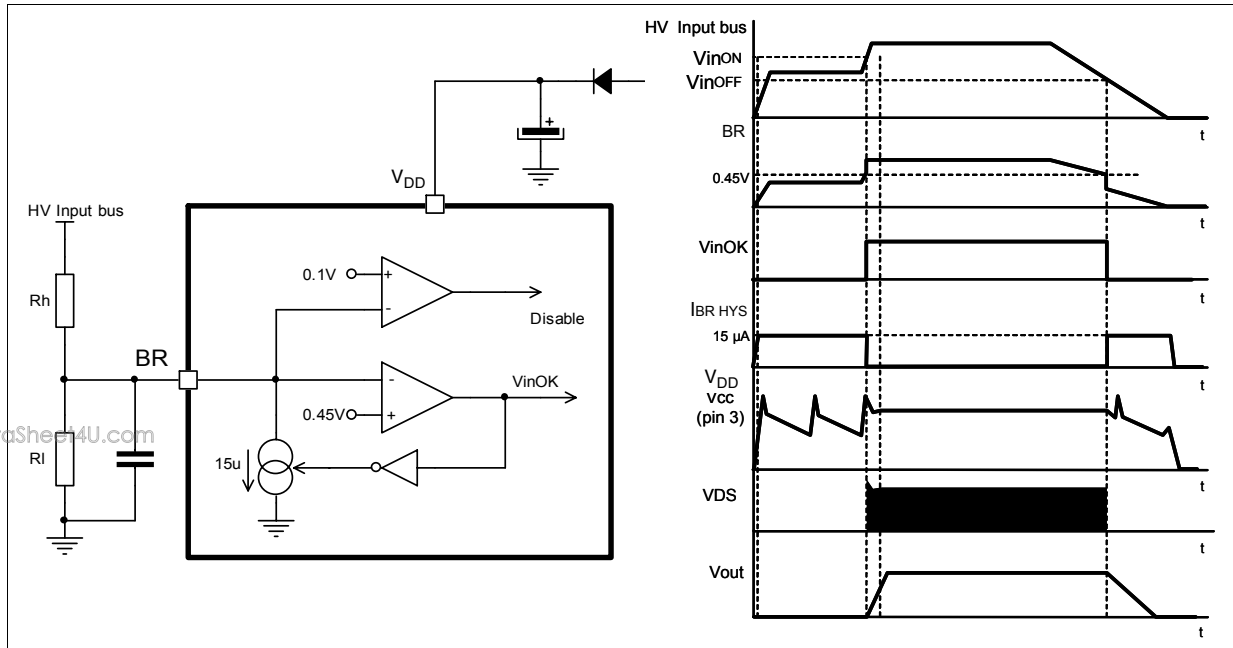 V_DD
HV Input bus
Rh
BR
Rl
0.1V
+
-
Disable
-
VinOK
0.45V
+
15u
+
aSheet4U.com
HV Input bus
VinON
VinOFF
t
BR
0.45V
t
VinOK
t
IBR HYS
15 µA
t
V_DD
vcc
(pin 3)
t
VDS
t
Vout
t